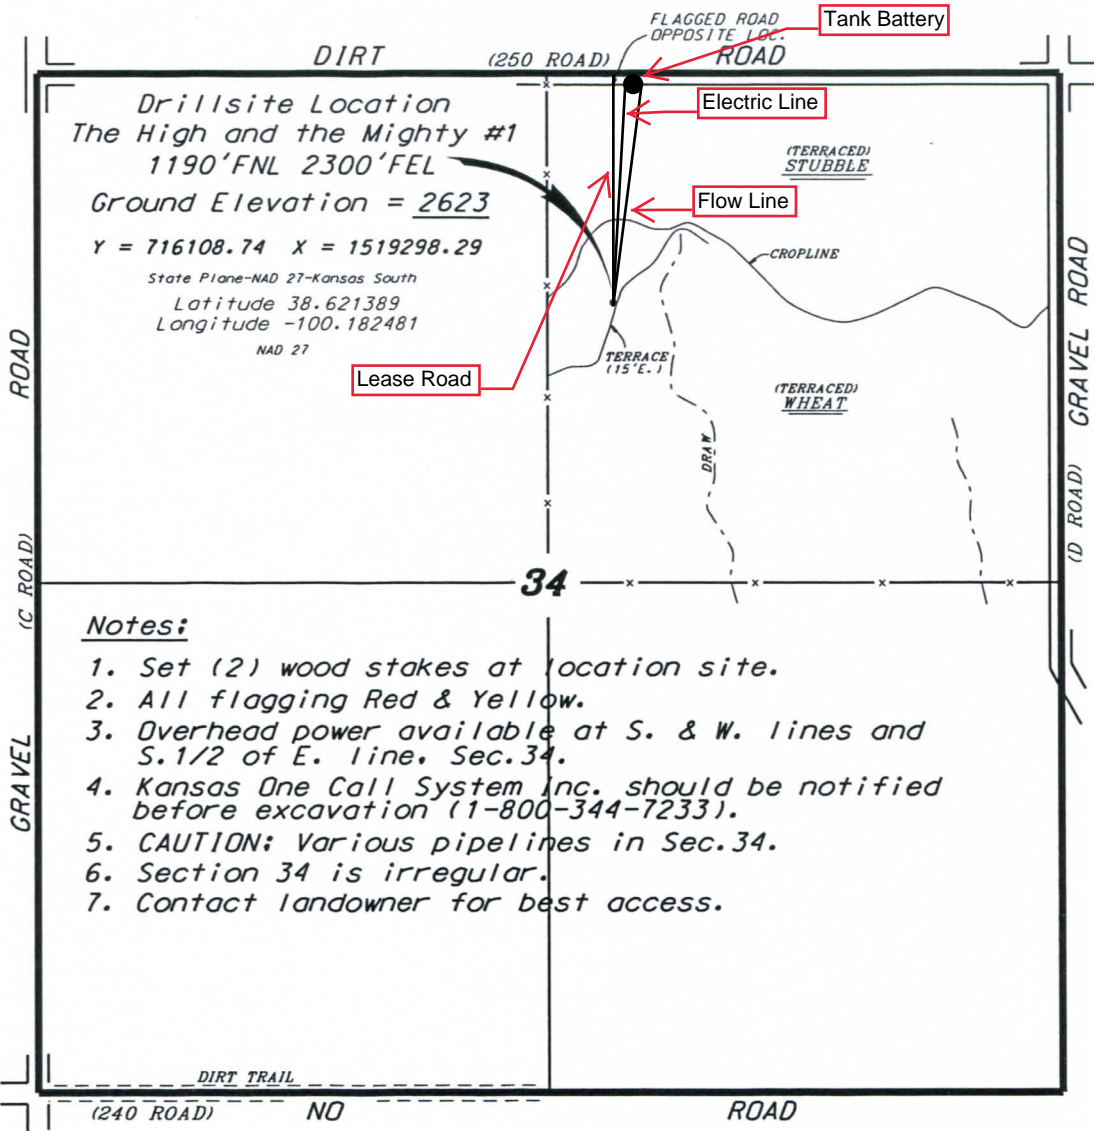 FLAGGED ROAD
OPPOSITE LOC.
Tank Battery
DIRT
(250 ROAD)
ROAD
Drillsite Location
The High and the Mighty #1
1190'FNL 2300'FEL
Ground Elevation = 2623
Y = 716108.74 X = 1519298.29
State Plane-NAD 27-Kansas South
Latitude 38.621389
Longitude -100.182481
NAD 27
Electric Line
(TERRACED)
STUBBLE
Flow Line
CROPLINE
Lease Road
TERRACE
(15'E.)
(TERRACED)
WHEAT
DRAW
ROAD
(C ROAD)
GRAVEL
GRAVEL ROAD
(D ROAD)
34
Notes:
1. Set (2) wood stakes at location site.
2. All flagging Red & Yellow.
3. Overhead power available at S. & W. lines and
S.1/2 of E. line, Sec.34.
4. Kansas One Call System Inc. should be notified
before excavation (1-800-344-7233).
5. CAUTION: Various pipelines in Sec.34.
6. Section 34 is irregular.
7. Contact landowner for best access.
DIRT TRAIL
(240 ROAD)
NO
ROAD